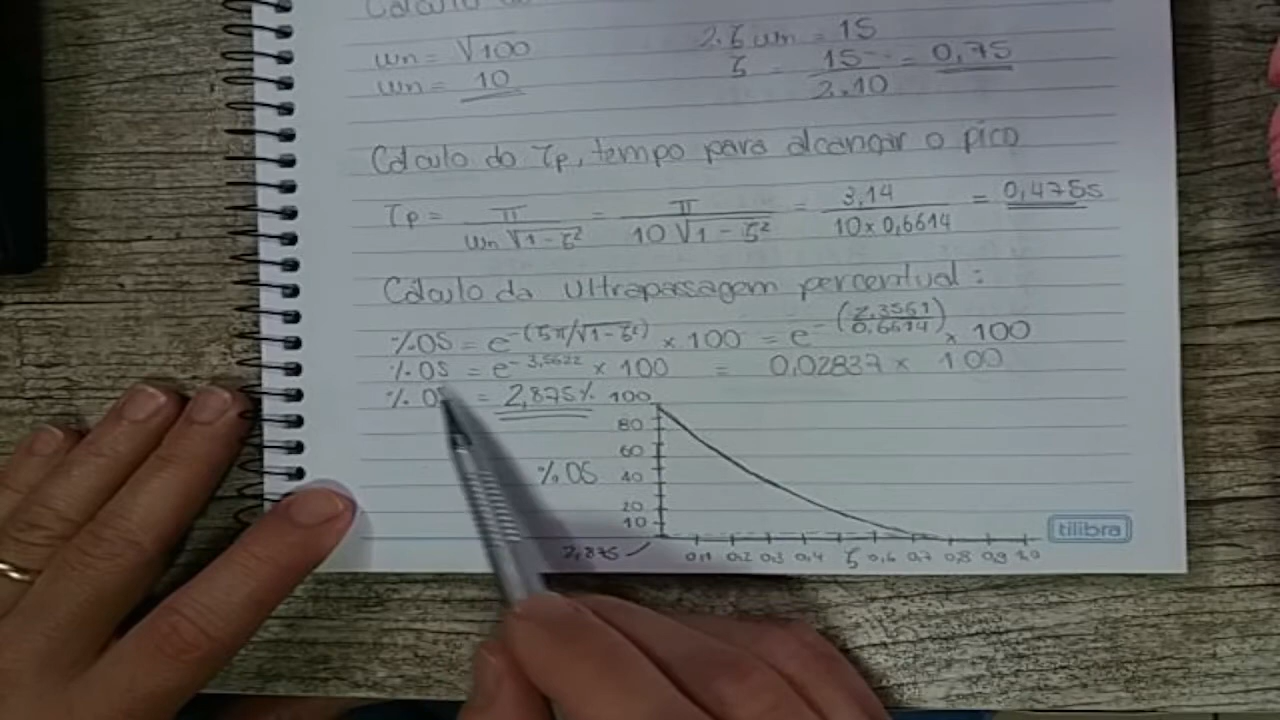 Cálculo
ωn = √100
ωn = 10
2.ζωn = 15
ζ = 15 / 2.10 = 0,75
Cálculo do Tp, tempo para alcançar o pico
Tp = π / ωn√1-ζ² = π / 10√1-ζ² = 3,14 / 10x0,6614 = 0,475s
Cálculo da Ultrapassagem percentual:
%OS = e^-(ζπ/√1-ζ²) x 100 = e^-(2,3561/0,6614) x 100
%OS = e^-3,5622 x 100 = 0,02837 x 100
%OS = 2,875%
100
80
60
%OS 40
20
10
2,875
0,1 0,2 0,3 0,4 ζ 0,6 0,7 0,8 0,9 1,0
tilibra